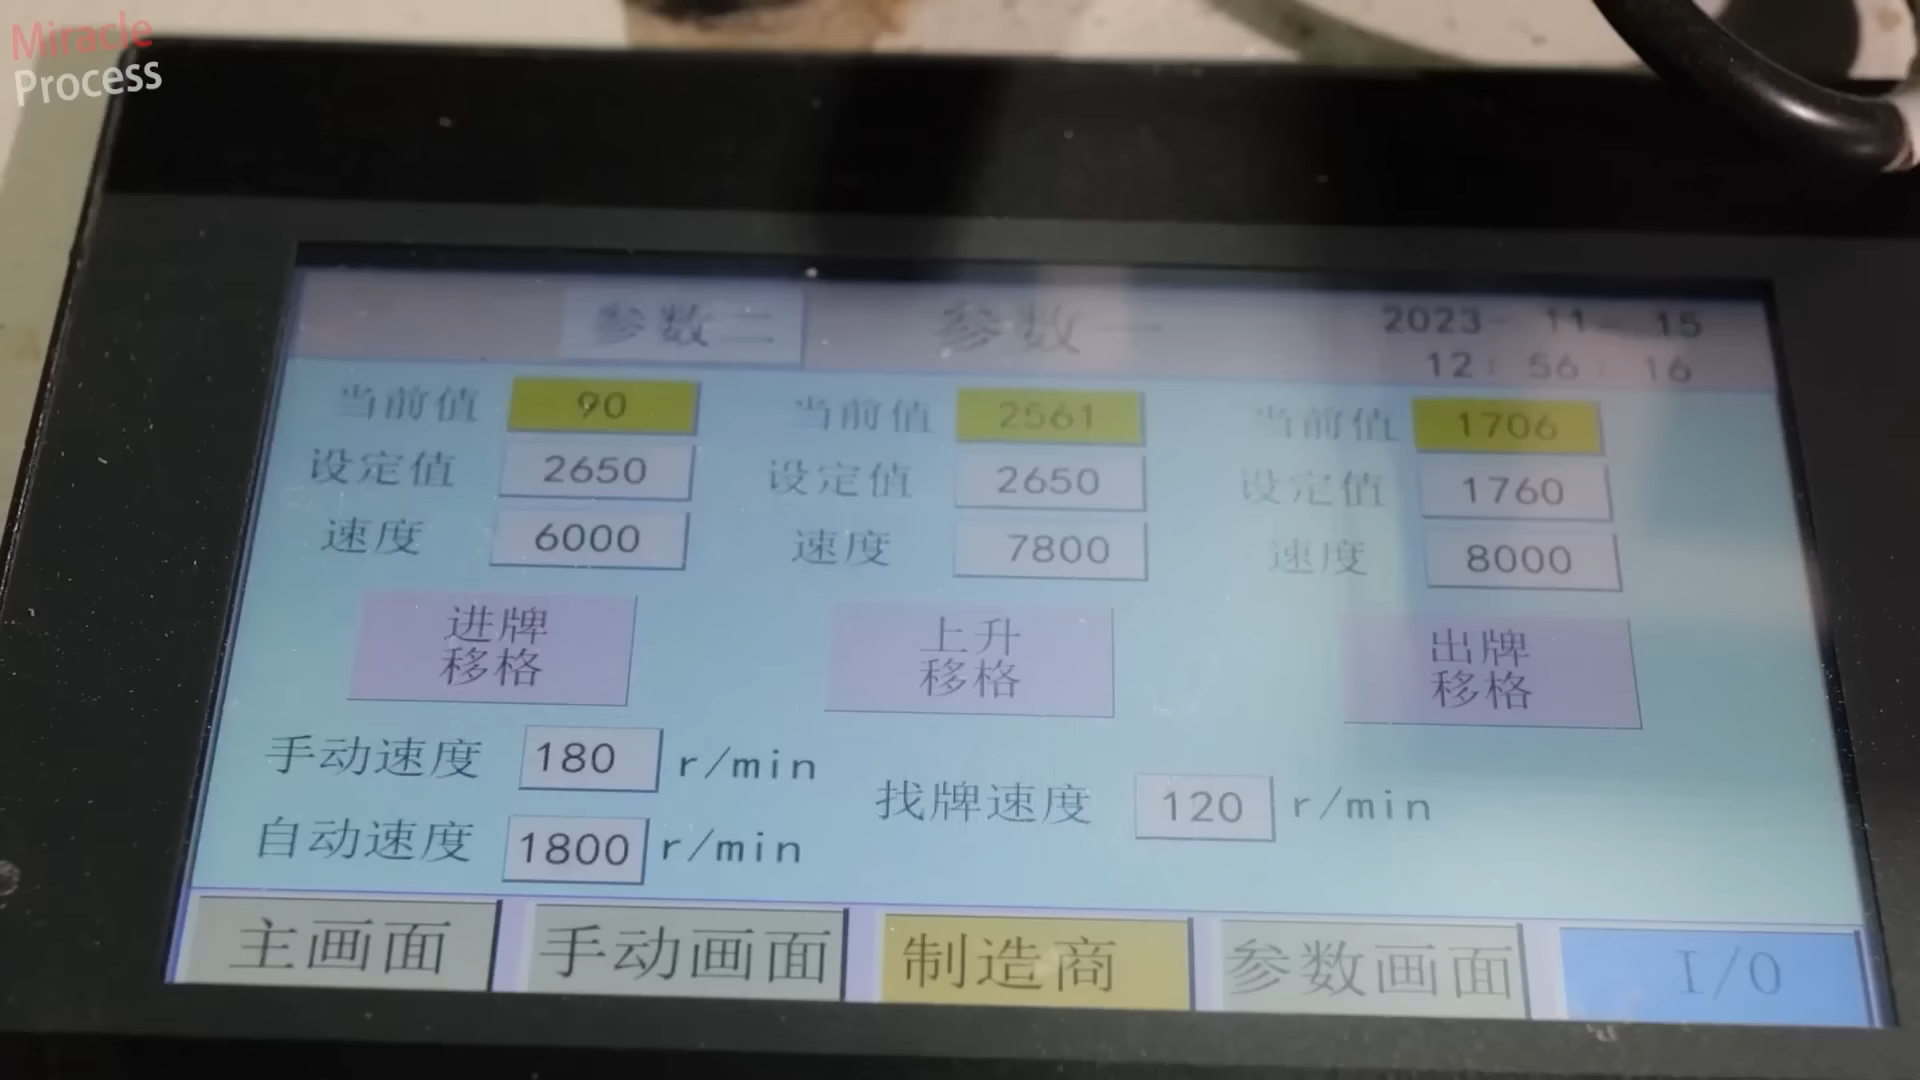 Miracle
Process
参数二 参数一 2023- 11- 15
12: 56: 16
当前值 90 当前值 2561 当前值 1706
设定值 2650 设定值 2650 设定值 1760
速度 6000 速度 7800 速度 8000
进牌 上升 出牌
移格 移格 移格
手动速度 180 r/min
找牌速度 120 r/min
自动速度 1800 r/min
主画面 手动画面 制造商 参数画面 I/O